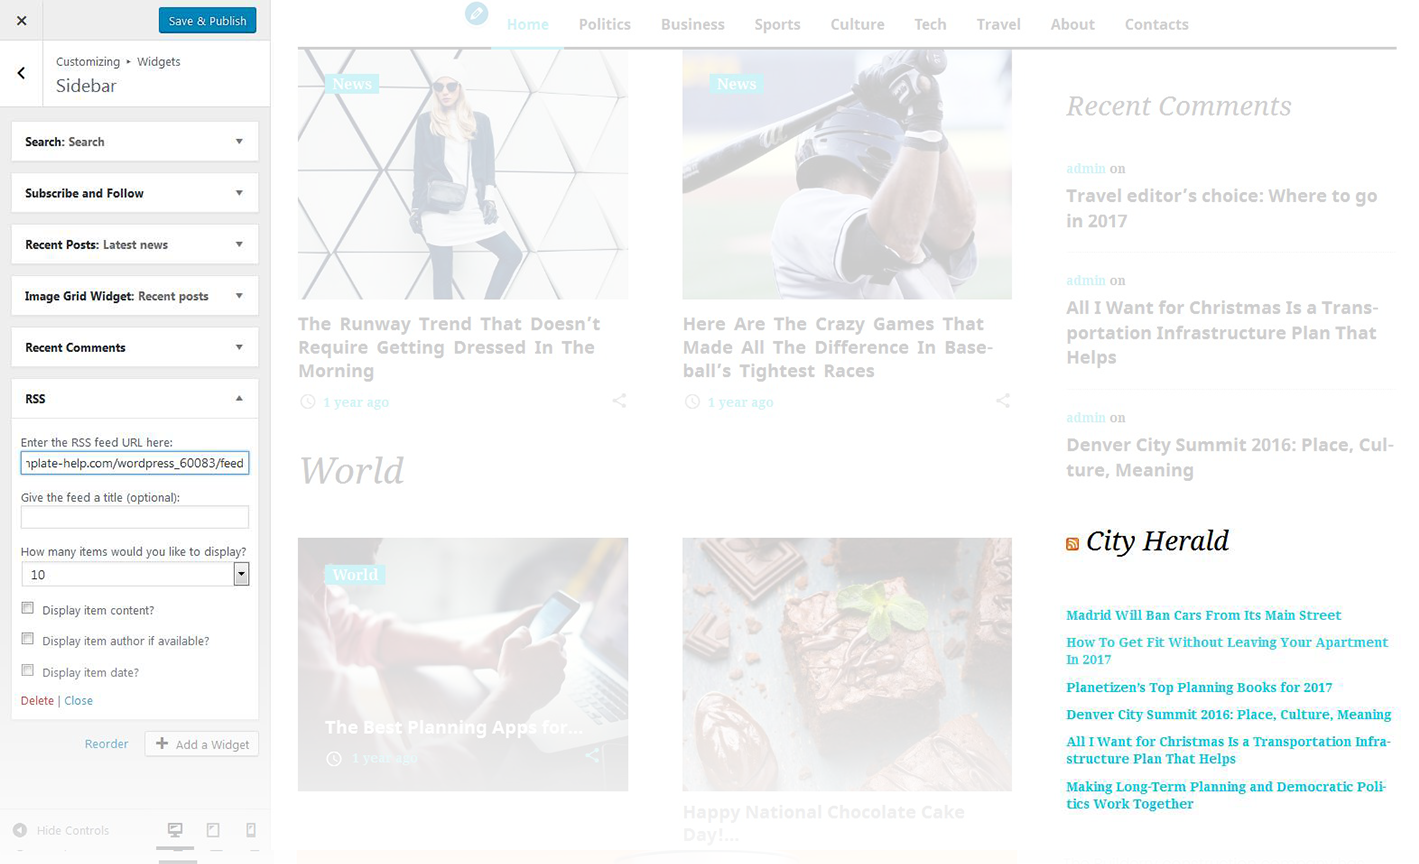 Save & Publish
Customizing ▸ Widgets
Sidebar
Search: Search
Subscribe and Follow
Recent Posts: Latest news
Image Grid Widget: Recent posts
Recent Comments
RSS
Enter the RSS feed URL here:
nplate-help.com/wordpress_60083/feed
Give the feed a title (optional):
How many items would you like to display?
10
Display item content?
Display item author if available?
Display item date?
Delete | Close
Reorder
Add a Widget
Hide Controls
Home Politics Business Sports Culture Tech Travel About Contacts
News
The Runway Trend That Doesn't
Require Getting Dressed In The
Morning
1 year ago
News
Here Are The Crazy Games That
Made All The Difference In Base-
ball's Tightest Races
1 year ago
World
World
The Best Planning Apps for...
1 year ago
Happy National Chocolate Cake
Day!...
Recent Comments
admin on
Travel editor's choice: Where to go
in 2017
admin on
All I Want for Christmas Is a Trans-
portation Infrastructure Plan That
Helps
admin on
Denver City Summit 2016: Place, Cul-
ture, Meaning
City Herald
Madrid Will Ban Cars From Its Main Street
How To Get Fit Without Leaving Your Apartment
In 2017
Planetizen's Top Planning Books for 2017
Denver City Summit 2016: Place, Culture, Meaning
All I Want for Christmas Is a Transportation Infra-
structure Plan That Helps
Making Long-Term Planning and Democratic Poli-
tics Work Together